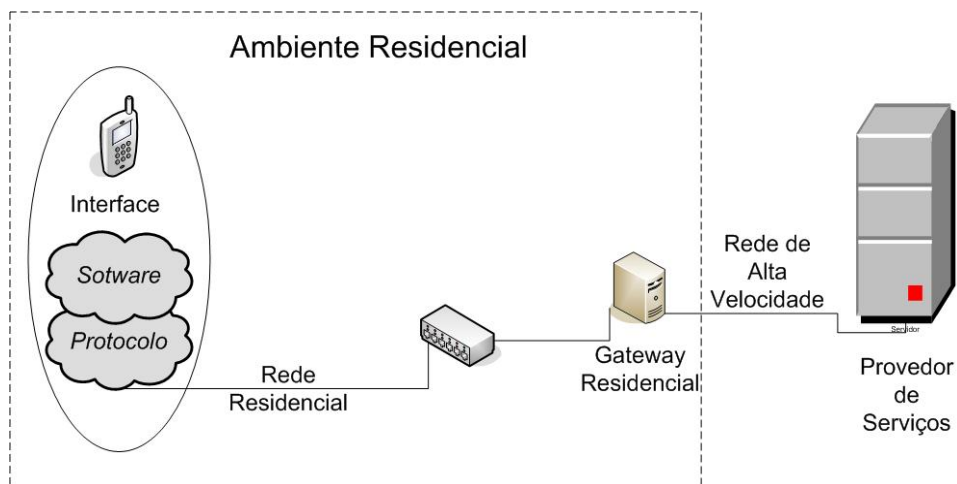 Ambiente Residencial
Interface
Sotware
Protocolo
Rede
Residencial
Gateway
Residencial
Rede de
Alta
Velocidade
Servidor
Provedor
de
Serviços